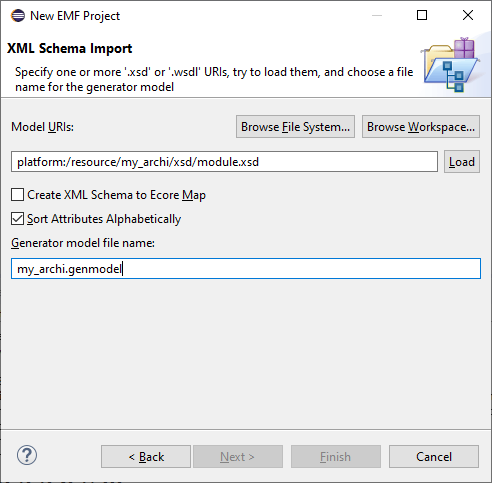 New EMF Project
XML Schema Import
Specify one or more '.xsd' or '.wsdl' URIs, try to load them, and choose a file
name for the generator model
Model URIs:
Browse File System...
Browse Workspace...
platform:/resource/my_archi/xsd/module.xsd
Load
Create XML Schema to Ecore Map
Sort Attributes Alphabetically
Generator model file name:
my_archi.genmodel
?
< Back
Next >
Finish
Cancel